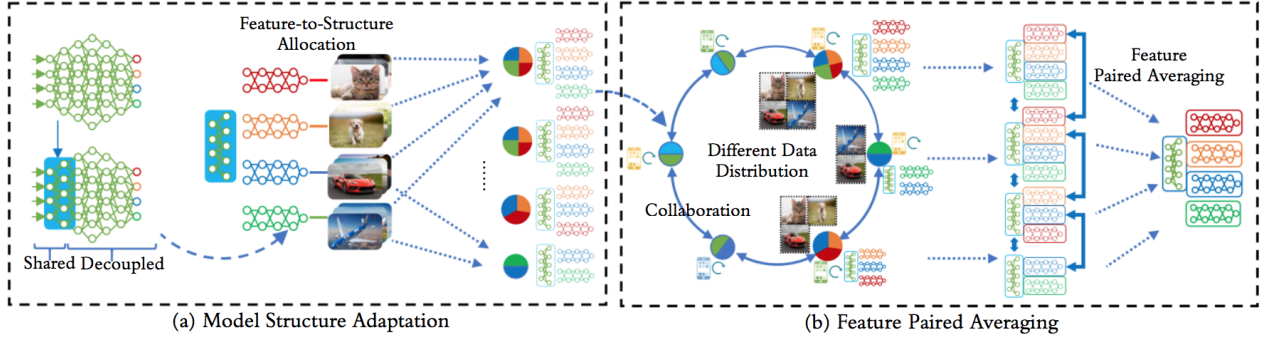 Feature-to-Structure
Allocation
Shared Decoupled
(a) Model Structure Adaptation
Different Data
Distribution
Collaboration
Feature
Paired Averaging
(b) Feature Paired Averaging